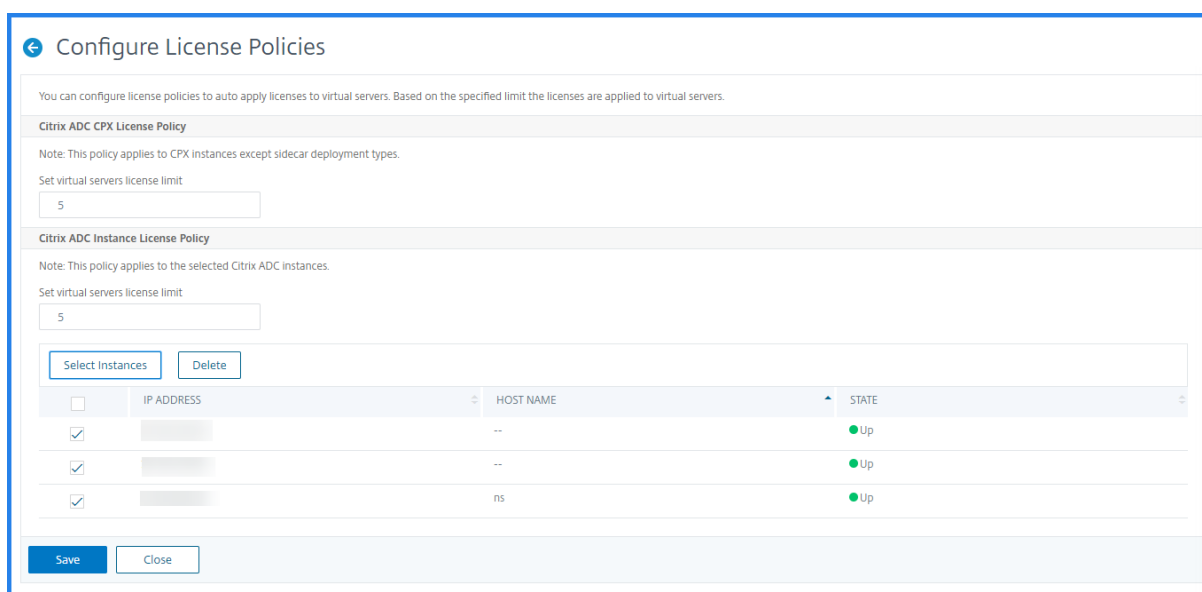 Configure License Policies
You can configure license policies to auto apply licenses to virtual servers. Based on the specified limit the licenses are applied to virtual servers.
Citrix ADC CPX License Policy
Note: This policy applies to CPX instances except sidecar deployment types.
Set virtual servers license limit
5
Citrix ADC Instance License Policy
Note: This policy applies to the selected Citrix ADC instances.
Set virtual servers license limit
5
Select Instances Delete
IP ADDRESS HOST NAME STATE
-- Up
-- Up
ns Up
Save Close